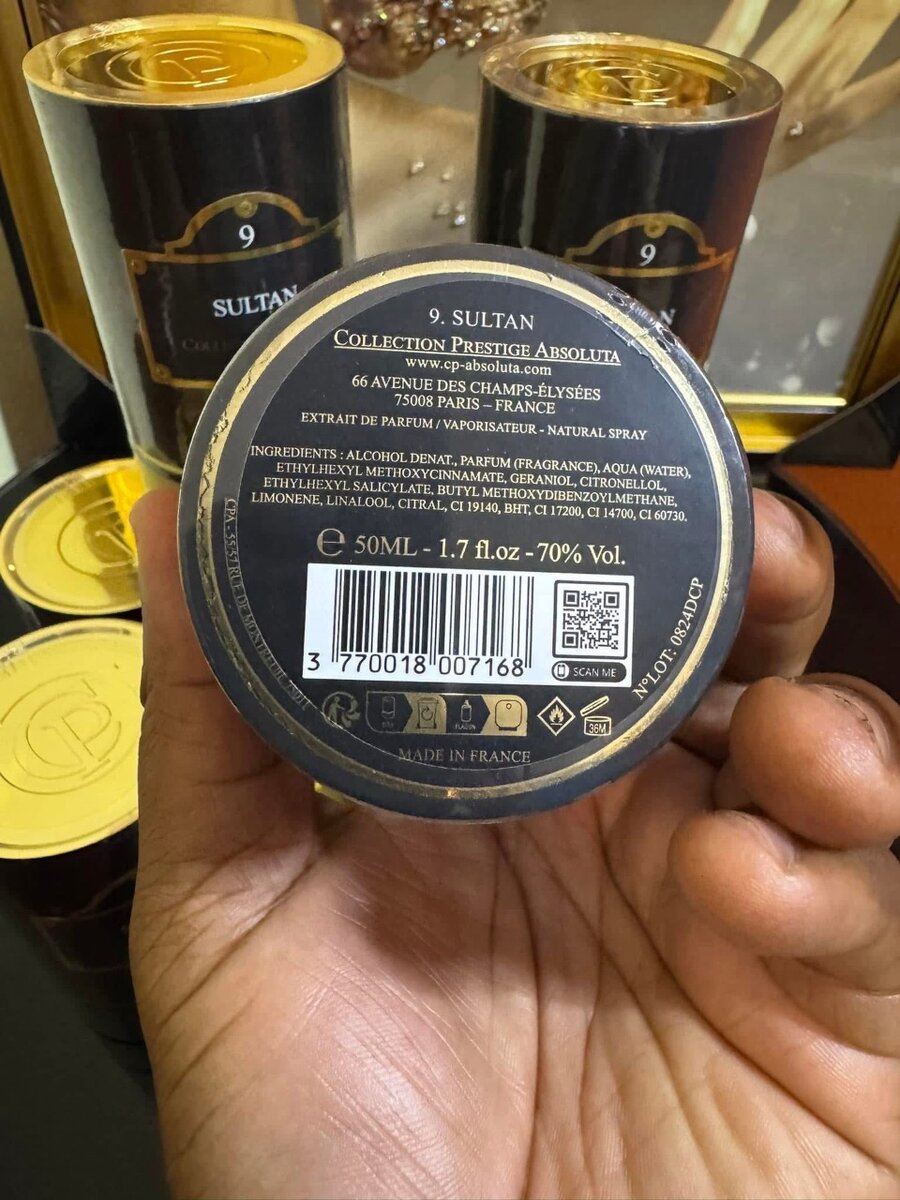 9
SULTAN
9
9. SULTAN
COLLECTION PRESTIGE ABSOLUTA
www.cp-absoluta.com
66 AVENUE DES CHAMPS-ÉLYSÉES
75008 PARIS – FRANCE
EXTRAIT DE PARFUM / VAPORISATEUR - NATURAL SPRAY
INGREDIENTS : ALCOHOL DENAT., PARFUM (FRAGRANCE), AQUA (WATER),
ETHYLHEXYL METHOXYCINNAMATE, GERANIOL, CITRONELLOL,
ETHYLHEXYL SALICYLATE, BUTYL METHOXYDIBENZOYLMETHANE,
LIMONENE, LINALOOL, CITRAL, CI 19140, BHT, CI 17200, CI 14700, CI 60730.
℮ 50ML - 1.7 fl.oz - 70% Vol.
3 770018 007168
SCAN ME
N°LOT: 0824DCP
FLACON
36M
MADE IN FRANCE